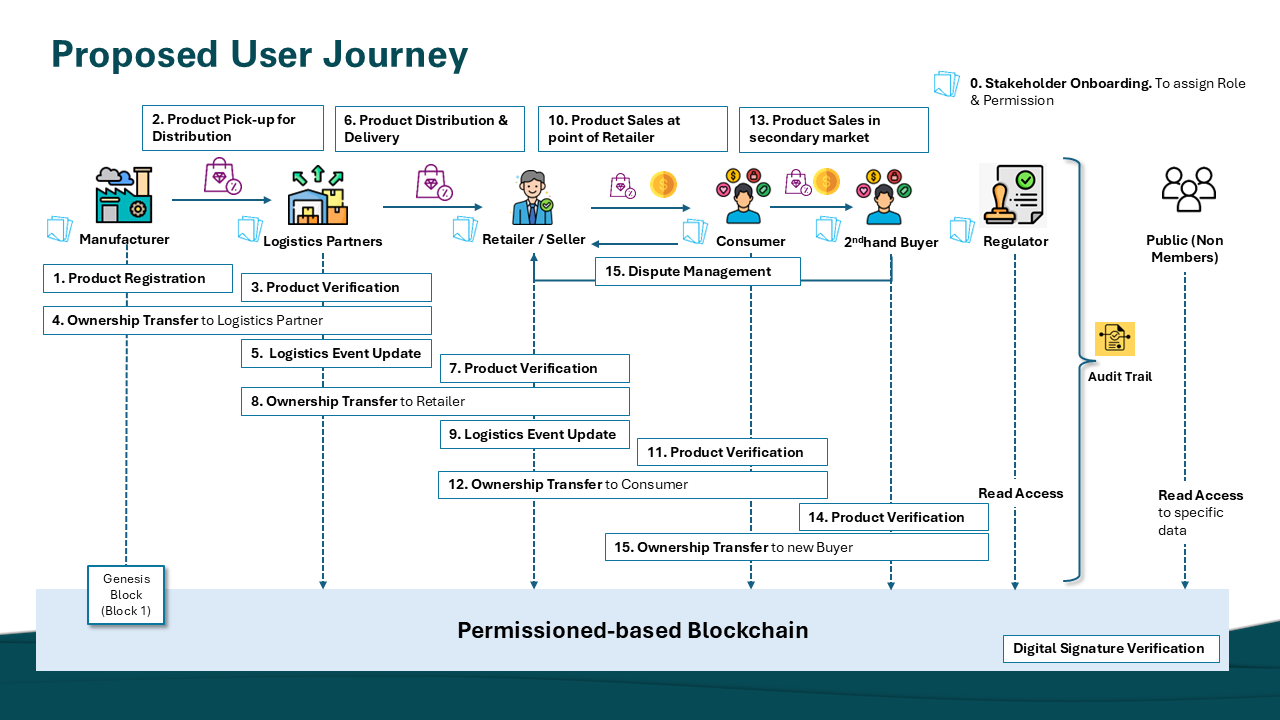 Proposed User Journey
0. Stakeholder Onboarding. To assign Role
& Permission
2. Product Pick-up for
Distribution
6. Product Distribution &
Delivery
10. Product Sales at
point of Retailer
13. Product Sales in
secondary market
Manufacturer
Logistics Partners
Retailer / Seller
Consumer
2ndhand Buyer
Regulator
Public (Non
Members)
1. Product Registration
3. Product Verification
15. Dispute Management
4. Ownership Transfer to Logistics Partner
5. Logistics Event Update
7. Product Verification
Audit Trail
8. Ownership Transfer to Retailer
9. Logistics Event Update
11. Product Verification
12. Ownership Transfer to Consumer
Read Access
Read Access
to specific
data
14. Product Verification
15. Ownership Transfer to new Buyer
Genesis
Block
(Block 1)
Permissioned-based Blockchain
Digital Signature Verification